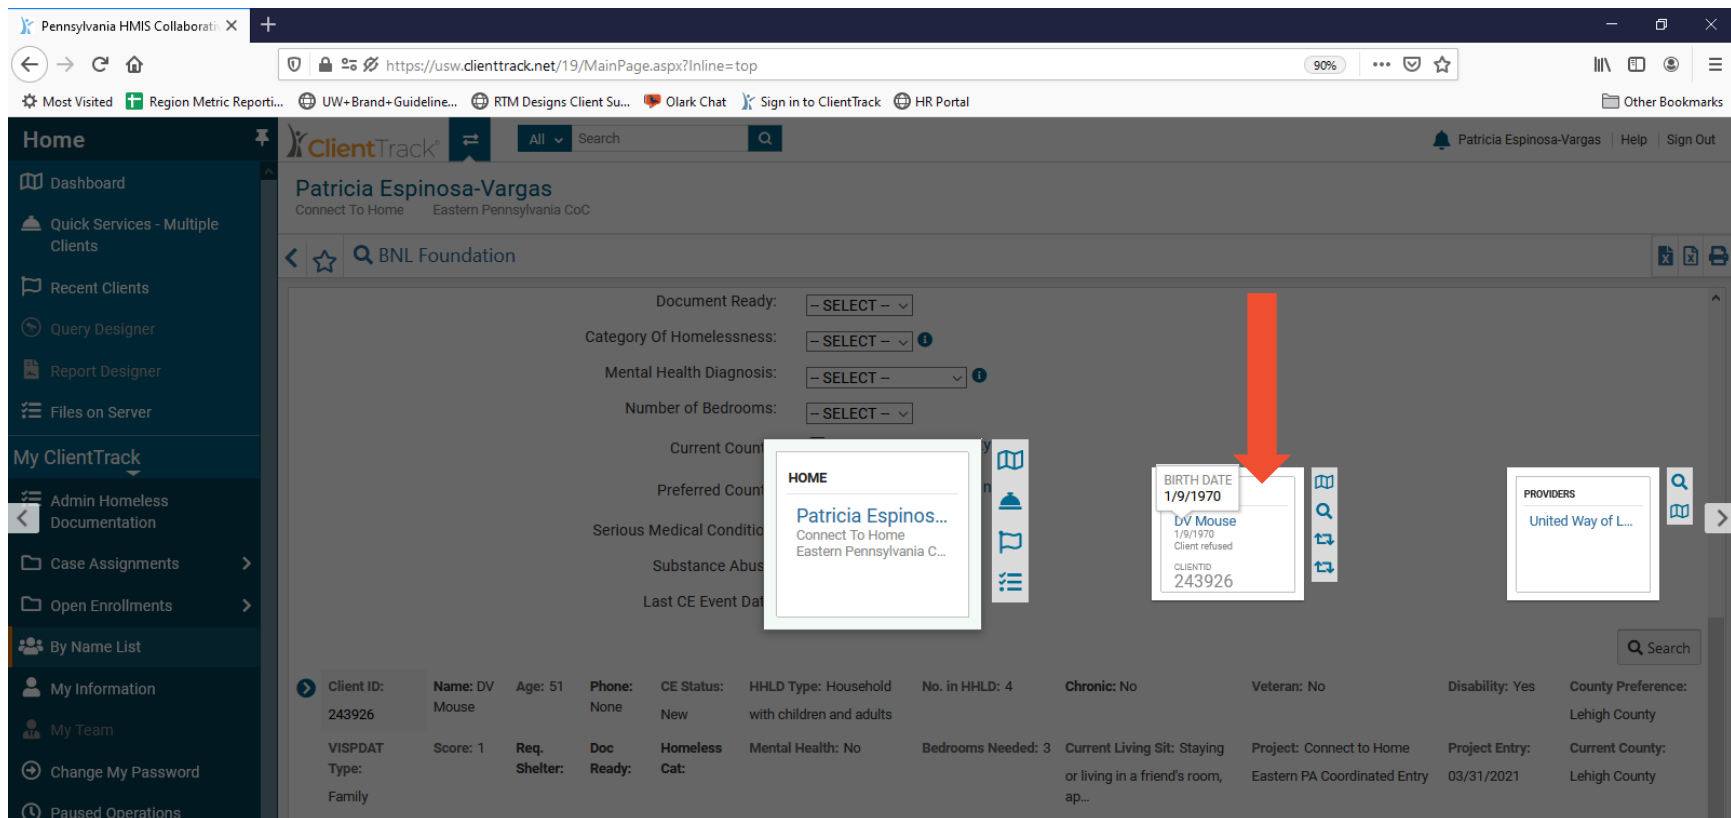 Pennsylvania HMIS Collaborati
https://usw.clienttrack.net/19/MainPage.aspx?Inline=top
90%
Most Visited
Region Metric Reporti...
UW+Brand+Guideline...
RTM Designs Client Su...
Olark Chat
Sign in to ClientTrack
HR Portal
Other Bookmarks
Home
ClientTrack
All
Search
Patricia Espinosa-Vargas
Help
Sign Out
Dashboard
Quick Services - Multiple
Clients
Recent Clients
Query Designer
Report Designer
Files on Server
My ClientTrack
Admin Homeless
Documentation
Case Assignments
Open Enrollments
By Name List
My Information
My Team
Change My Password
Paused Operations
Patricia Espinosa-Vargas
Connect To Home Eastern Pennsylvania CoC
BNL Foundation
Document Ready: -- SELECT --
Category Of Homelessness: -- SELECT --
Mental Health Diagnosis: -- SELECT --
Number of Bedrooms: -- SELECT --
Current Count
Preferred Count
Serious Medical Conditio
Substance Abus
Last CE Event Dat
HOME
Patricia Espinos...
Connect To Home
Eastern Pennsylvania C...
BIRTH DATE
1/9/1970
DV Mouse
1/9/1970
Client refused
CLIENTID
243926
PROVIDERS
United Way of L...
Search
Client ID:
243926
Name: DV
Mouse
Age: 51
Phone:
None
CE Status:
New
HHLD Type: Household
with children and adults
No. in HHLD: 4
Chronic: No
Veteran: No
Disability: Yes
County Preference:
Lehigh County
VISPDAT
Type:
Family
Score: 1
Req.
Shelter:
Doc
Ready:
Homeless
Cat:
Mental Health: No
Bedrooms Needed: 3
Current Living Sit: Staying
or living in a friend's room,
ap...
Project: Connect to Home
Eastern PA Coordinated Entry
Project Entry:
03/31/2021
Current County:
Lehigh County